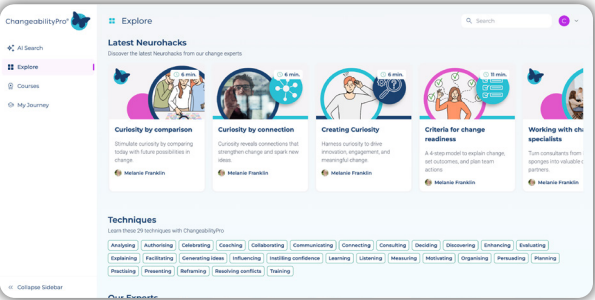 ChangeabilityPro®
Explore
Search
C
AI Search
Explore
Courses
My Journey
Latest Neurohacks
Discover the latest Neurohacks from our change experts
6 min.
6 min.
6 min.
11 min.
Curiosity by comparison
Stimulate curiosity by comparing
today with future possibilities in
change.
Melanie Franklin
Curiosity by connection
Curiosity reveals connections that
strengthen change and spark new
ideas.
Melanie Franklin
Creating Curiosity
Harness curiosity to drive
innovation, engagement, and
meaningful change.
Melanie Franklin
Criteria for change
readiness
4-4-step model to explain change,
set outcomes, and plan team
actions
Melanie Franklin
Working with cha
specialists
Turn consultants from
sponges into valuable c
partners.
Melanie Franklin
Techniques
Learn these 29 techniques with ChangeabilityPro
Analysing Authorising Celebrating Coaching Collaborating Communicating Connecting Consulting Deciding Discovering Enhancing Evaluating
Explaining Facilitating Generating Ideas Influencing Instilling confidence Learning Listening Measuring Motivating Organising Persuading Planning
Practising Presenting Reframing Resolving conflicts Training
Our Experts
Collapse Sidebar